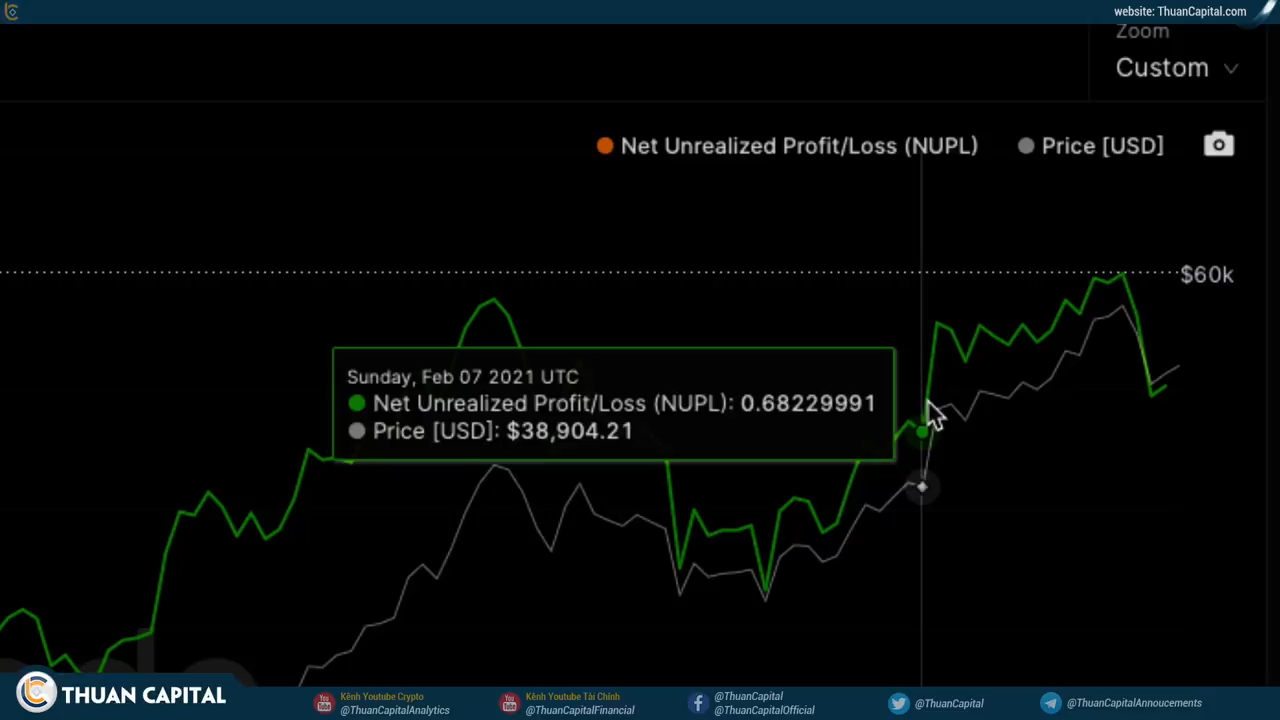 website: ThuanCapital.com
Zoom
Custom
Net Unrealized Profit/Loss (NUPL)
Price [USD]
$60k
Sunday, Feb 07 2021 UTC
Net Unrealized Profit/Loss (NUPL): 0.68229991
Price [USD]: $38,904.21
THUAN CAPITAL
Kênh Youtube Crypto
@ThuanCapitalAnalytics
Kênh Youtube Tài Chính
@ThuanCapitalFinancial
@ThuanCapital
@ThuanCapitalOfficial
@ThuanCapital
@ThuanCapitalAnnoucements